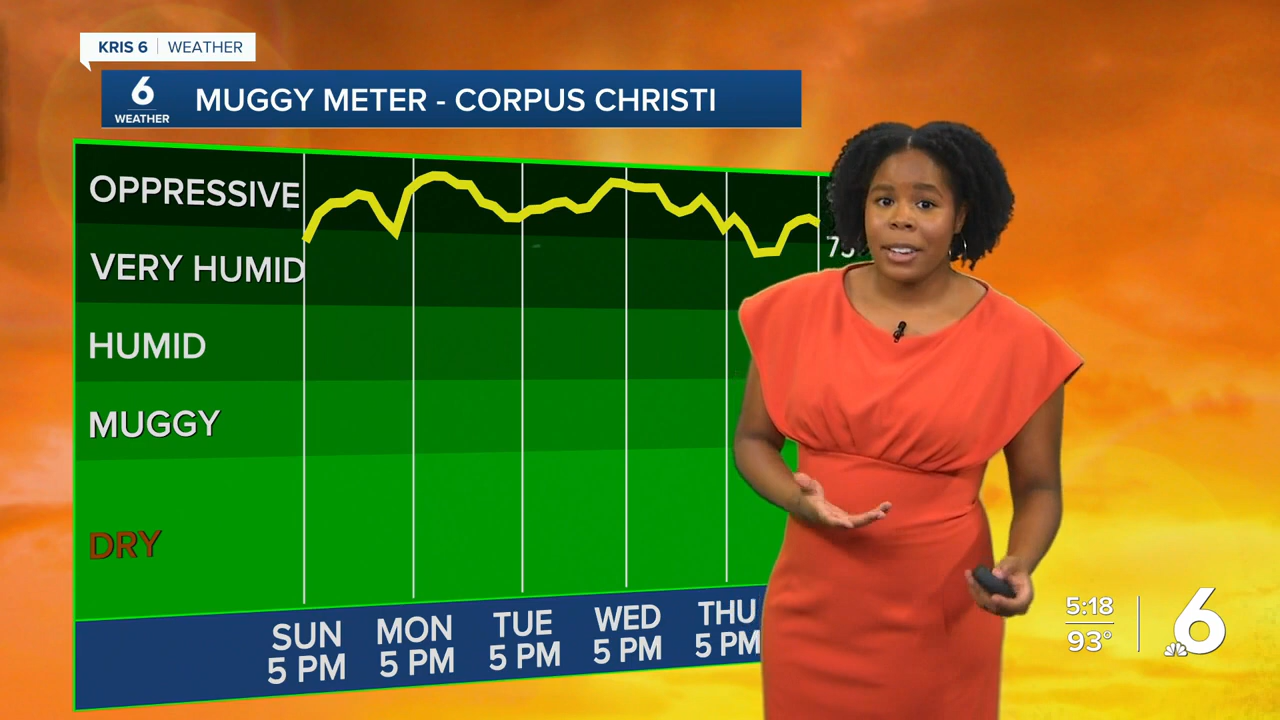 KRIS 6 | WEATHER
6
WEATHER
MUGGY METER - CORPUS CHRISTI
OPPRESSIVE
VERY HUMID
HUMID
MUGGY
DRY
SUN
5 PM
MON
5 PM
TUE
5 PM
WED
5 PM
THU
5 PM
5:18
93°
6